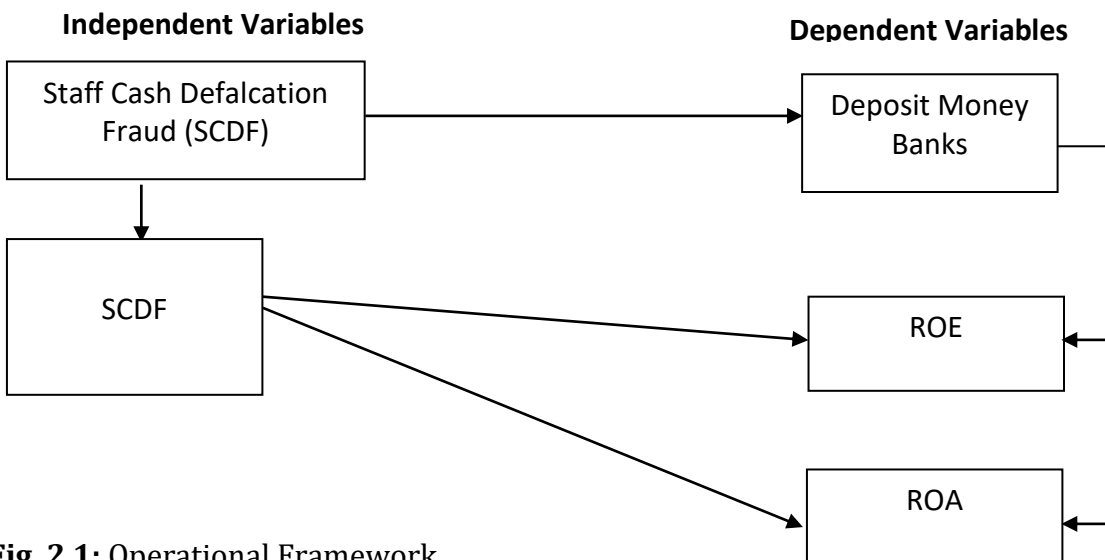 Independent Variables
Dependent Variables
Staff Cash Defalcation
Fraud (SCDF)
Deposit Money
Banks
SCDF
ROE
ROA
Fig. 2.1: Operational Framework